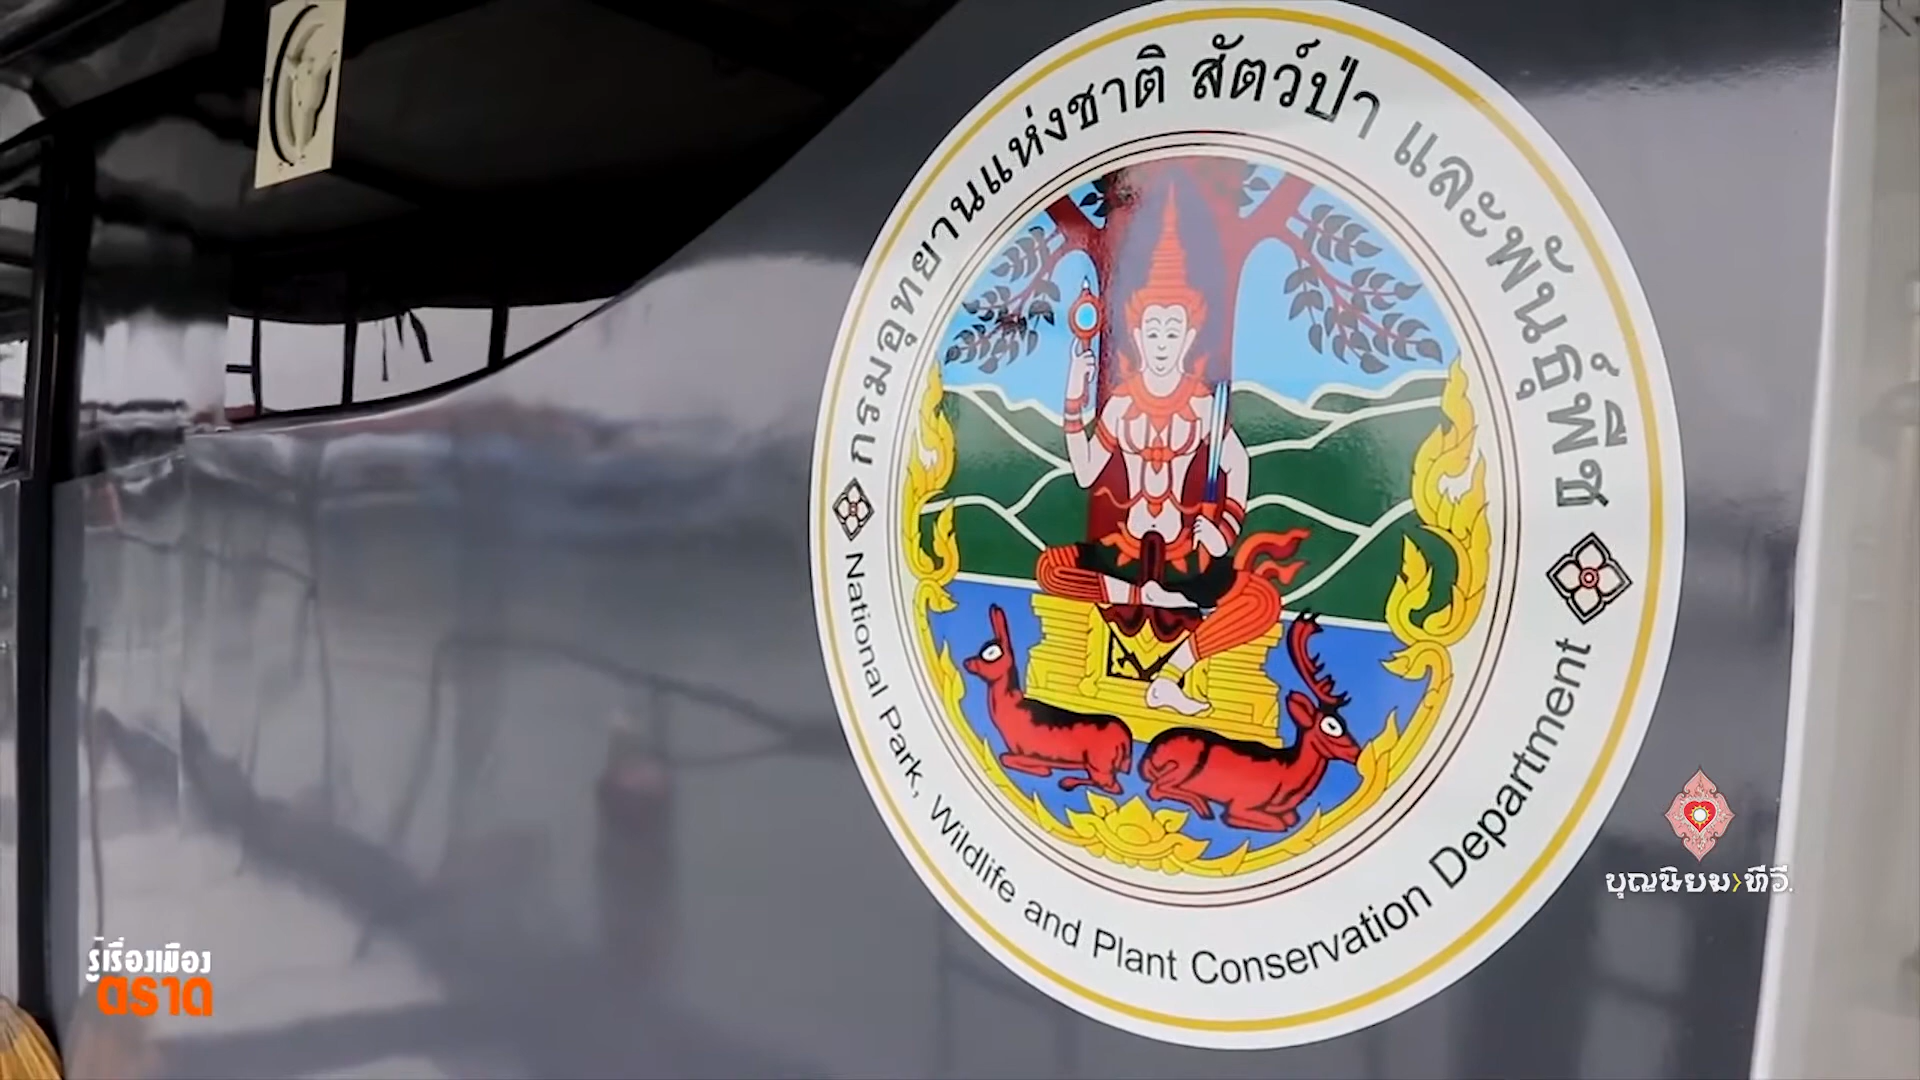 กรมอุทยานแห่งชาติ สัตว์ป่า และพันธุ์พืช
National Park, Wildlife and Plant Conservation Department
บุญนิยมทีวี.
รู้เรื่องเมือง
ตราด